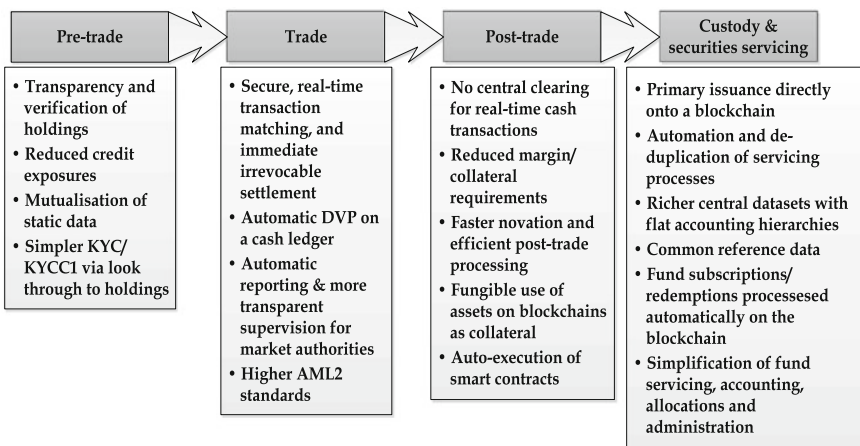 Pre-trade
• Transparency and
verification of
holdings
• Reduced credit
exposures
• Mutualisation of
static data
• Simpler KYC/
KYCC1 via look
through to holdings
Trade
• Secure, real-time
transaction
matching, and
immediate
irrevocable
settlement
• Automatic DVP on
a cash ledger
• Automatic
reporting & more
transparent
supervision for
market authorities
• Higher AML2
standards
Post-trade
• No central clearing
for real-time cash
transactions
• Reduced margin/
collateral
requirements
• Faster novation and
efficient post-trade
processing
• Fungible use of
assets on blockchains
as collateral
• Auto-execution of
smart contracts
Custody &
securities servicing
• Primary issuance directly
onto a blockchain
• Automation and de-
duplication of servicing
processes
• Richer central datasets with
flat accounting hierarchies
• Common reference data
• Fund subscriptions/
redemptions processesed
automatically on the
blockchain
• Simplification of fund
servicing, accounting,
allocations and
administration